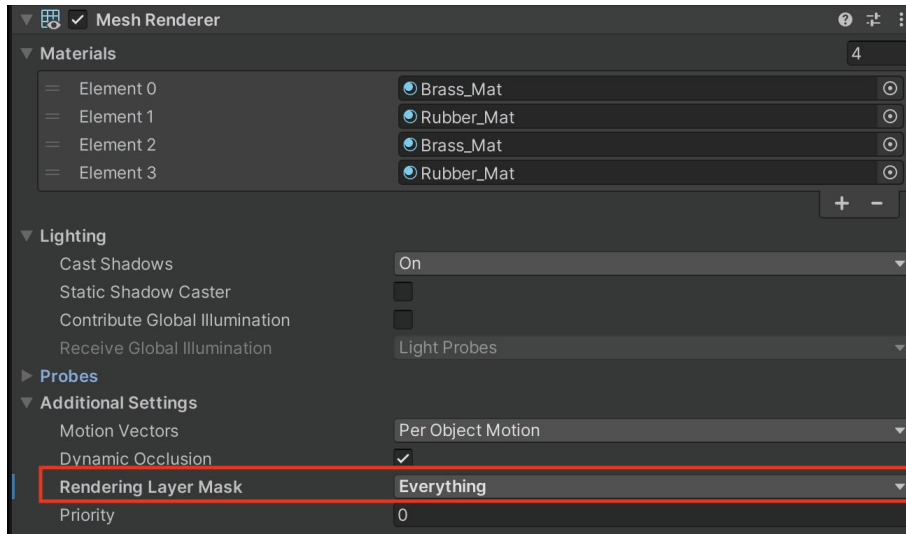 Mesh Renderer
Materials 4
Element 0 Brass_Mat
Element 1 Rubber_Mat
Element 2 Brass_Mat
Element 3 Rubber_Mat
Lighting
Cast Shadows On
Static Shadow Caster
Contribute Global Illumination
Receive Global Illumination Light Probes
Probes
Additional Settings
Motion Vectors Per Object Motion
Dynamic Occlusion
Rendering Layer Mask Everything
Priority 0